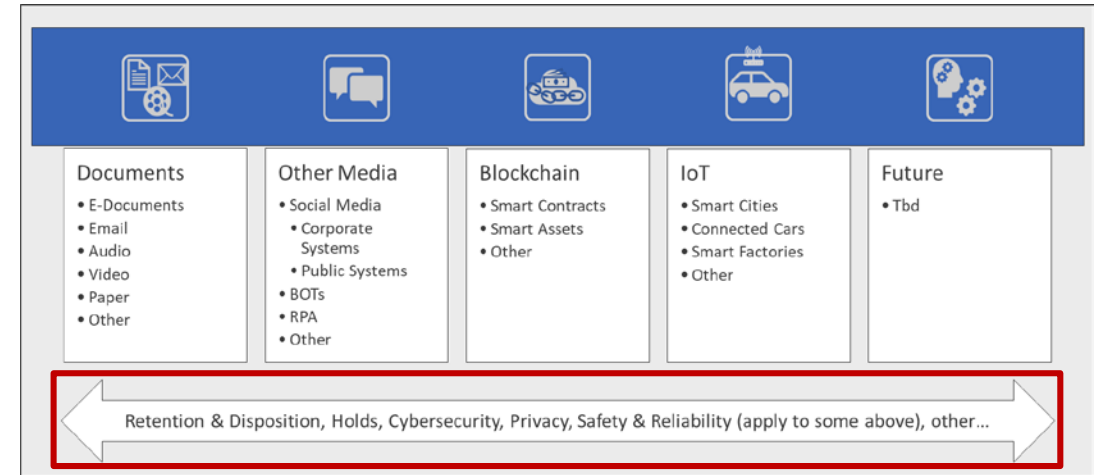 Documents
• E-Documents
• Email
• Audio
• Video
• Paper
• Other
Other Media
• Social Media
• Corporate
Systems
• Public Systems
• BOTs
• RPA
• Other
Blockchain
• Smart Contracts
• Smart Assets
• Other
IoT
• Smart Cities
• Connected Cars
• Smart Factories
• Other
Future
• Tbd
Retention & Disposition, Holds, Cybersecurity, Privacy, Safety & Reliability (apply to some above), other...